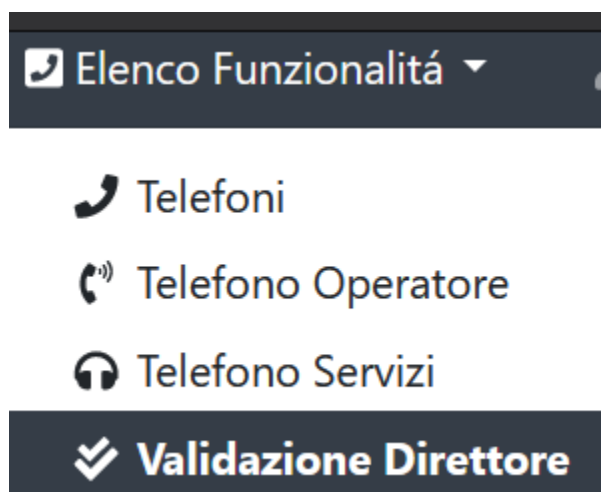 Elenco Funzionalitá
Telefoni
Telefono Operatore
Telefono Servizi
Validazione Direttore